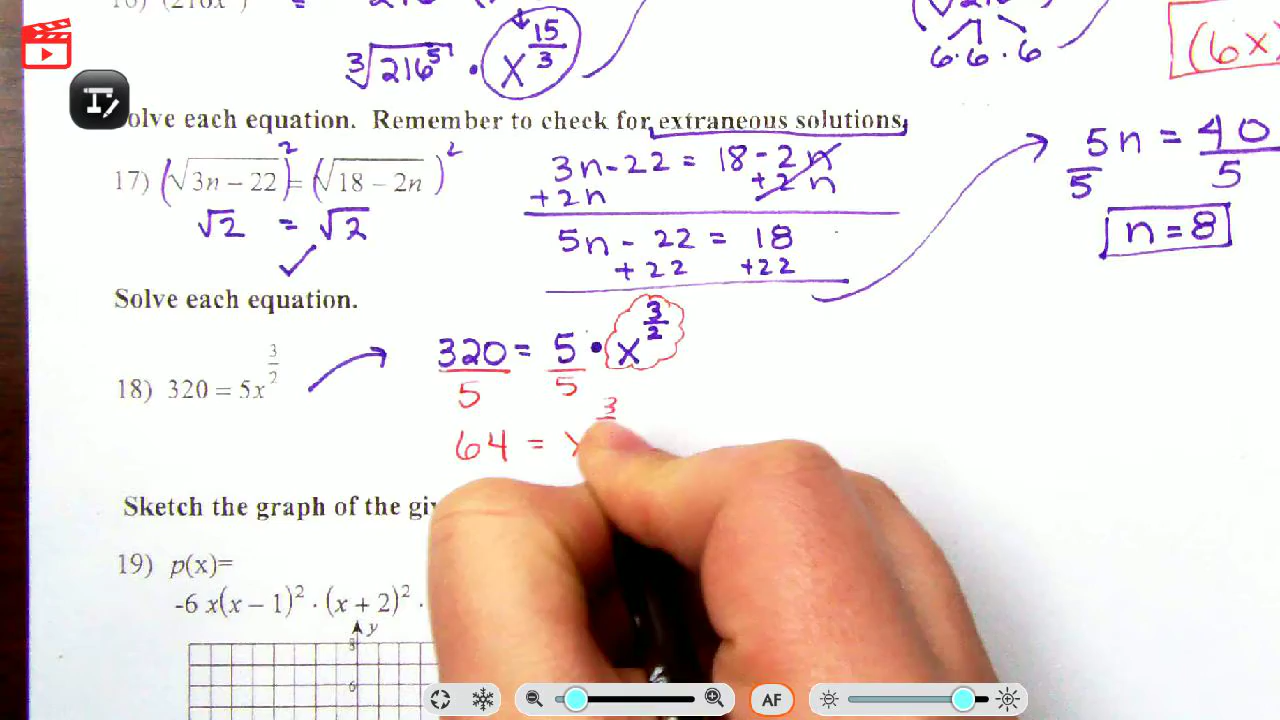 ∛216⁵ · x^(15/3)
6 · 6 · 6
(6x)
Solve each equation. Remember to check for extraneous solutions.
17) (√3n – 22)² = (√18 – 2n)²
√2 = √2 ✓
3n - 22 = 18 - 2n
+2n +2n
5n - 22 = 18
+22 +22
5n = 40
5 5
n = 8
Solve each equation.
18) 320 = 5x^(3/2)
320 = 5 · x^(3/2)
5 5
64 = x^3
Sketch the graph of the
19) p(x)=
-6 x(x – 1)² · (x + 2)² ·
y
8
6
AF